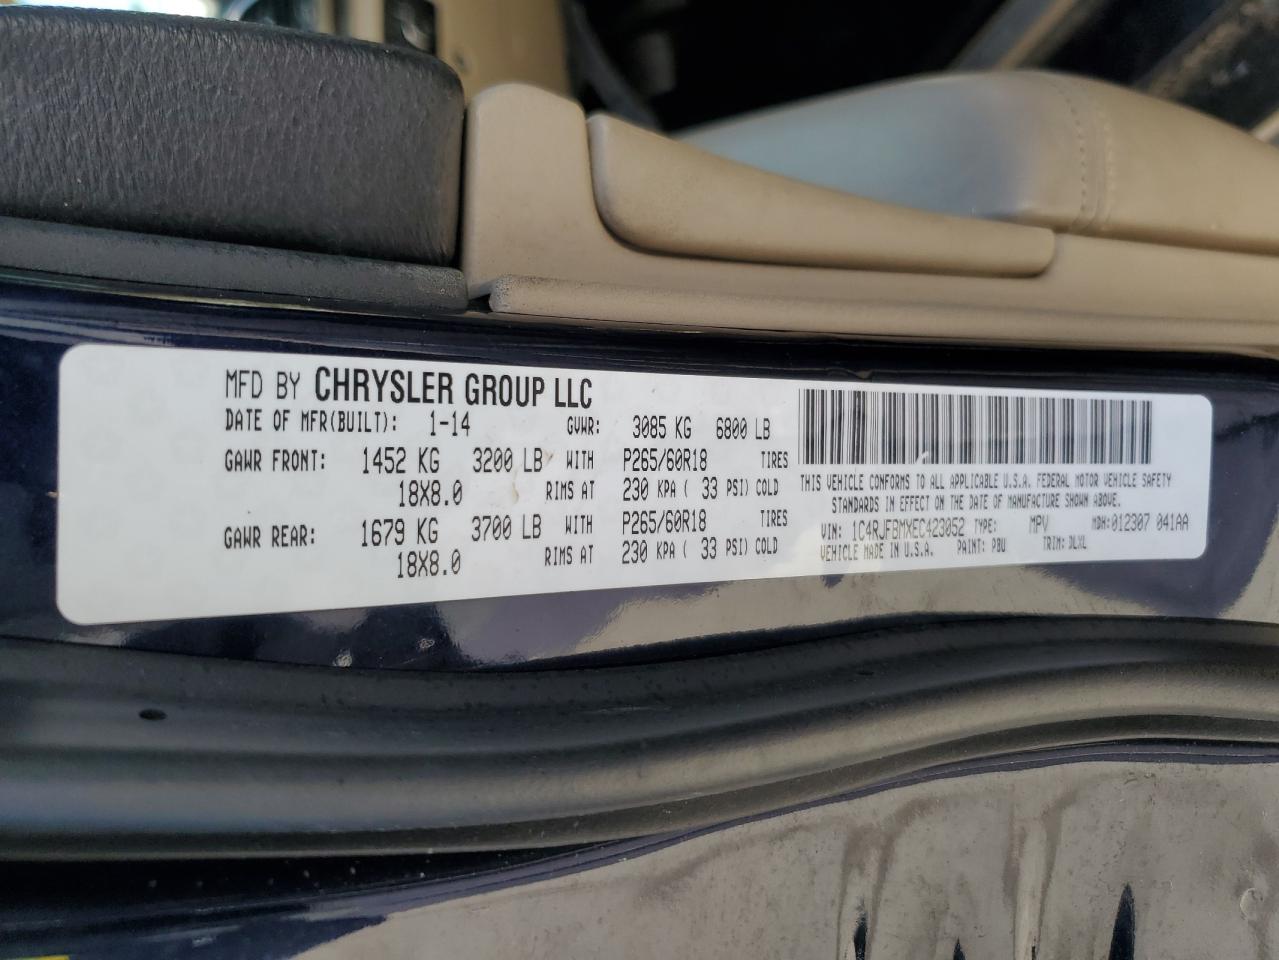 MFD BY CHRYSLER GROUP LLC
DATE OF MFR(BUILT): 1-14 GVWR: 3085 KG 6800 LB
GAWR FRONT: 1452 KG 3200 LB WITH P265/60R18 TIRES
18X8.0 RIMS AT 230 KPA ( 33 PSI) COLD
GAWR REAR: 1679 KG 3700 LB WITH P265/60R18 TIRES
18X8.0 RIMS AT 230 KPA ( 33 PSI) COLD
THIS VEHICLE CONFORMS TO ALL APPLICABLE U.S.A. FEDERAL MOTOR VEHICLE SAFETY
STANDARDS IN EFFECT ON THE DATE OF MANUFACTURE SHOWN ABOVE.
VIN: 1C4RJFBMXEC423052 TYPE: MPV MDH: 012307 041AA
VEHICLE MADE IN U.S.A. PAINT: PBU TRIM: DLXL